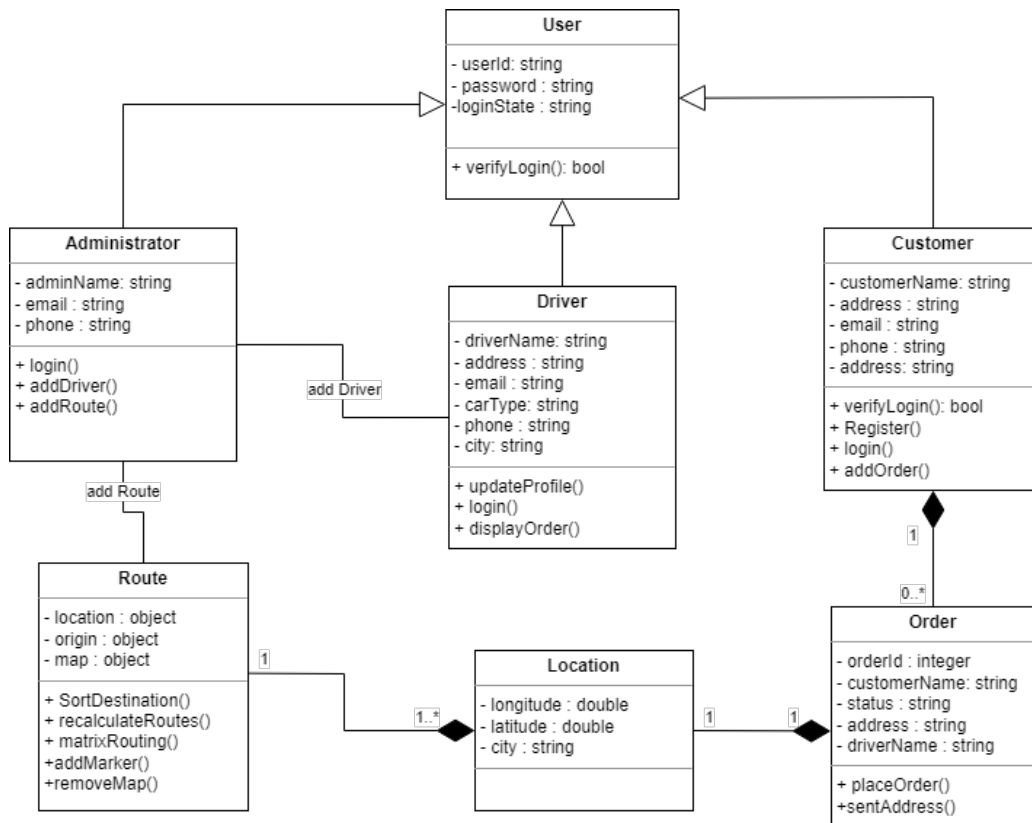 User
- userId: string
- password : string
-loginState : string
+ verifyLogin(): bool
Administrator
- adminName: string
- email : string
- phone : string
+ login()
+ addDriver()
+ addRoute()
add Driver
Driver
- driverName: string
- address : string
- email : string
- carType: string
- phone : string
- city: string
+ updateProfile()
+ login()
+ displayOrder()
Customer
- customerName: string
- address : string
- email : string
- phone : string
- address: string
+ verifyLogin(): bool
+ Register()
+ login()
+ addOrder()
add Route
1
0..*
Route
- location : object
- origin : object
- map : object
+ SortDestination()
+ recalculateRoutes()
+ matrixRouting()
+addMarker()
+removeMap()
1
1..*
Location
- longitude : double
- latitude : double
- city : string
1
1
Order
- orderId : integer
- customerName: string
- status : string
- address : string
- driverName : string
+ placeOrder()
+sentAddress()